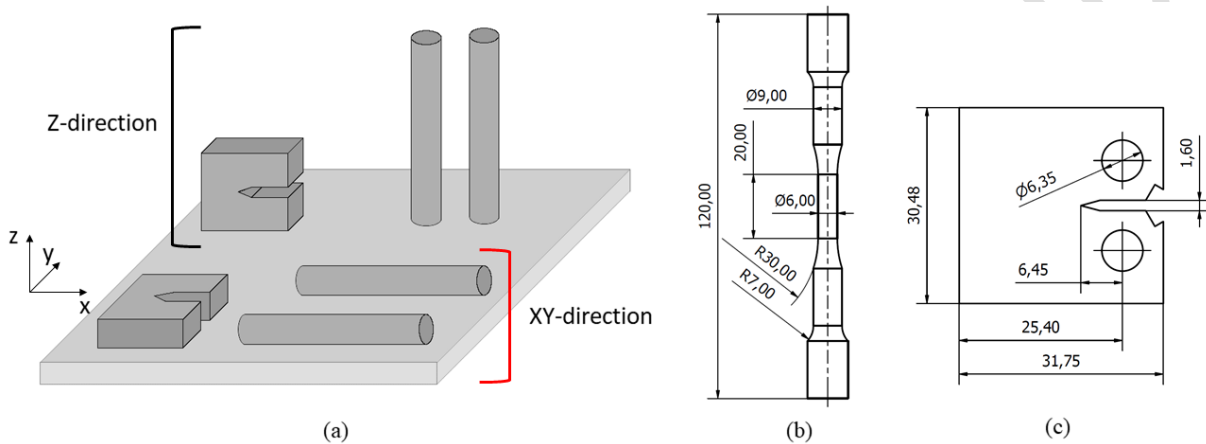 Z-direction
z
y
x
XY-direction
(a)
120,00
Ø9,00
20,00
Ø6,00
R30,00
R7,00
(b)
30,48
Ø6,35
1,60
6,45
25,40
31,75
(c)